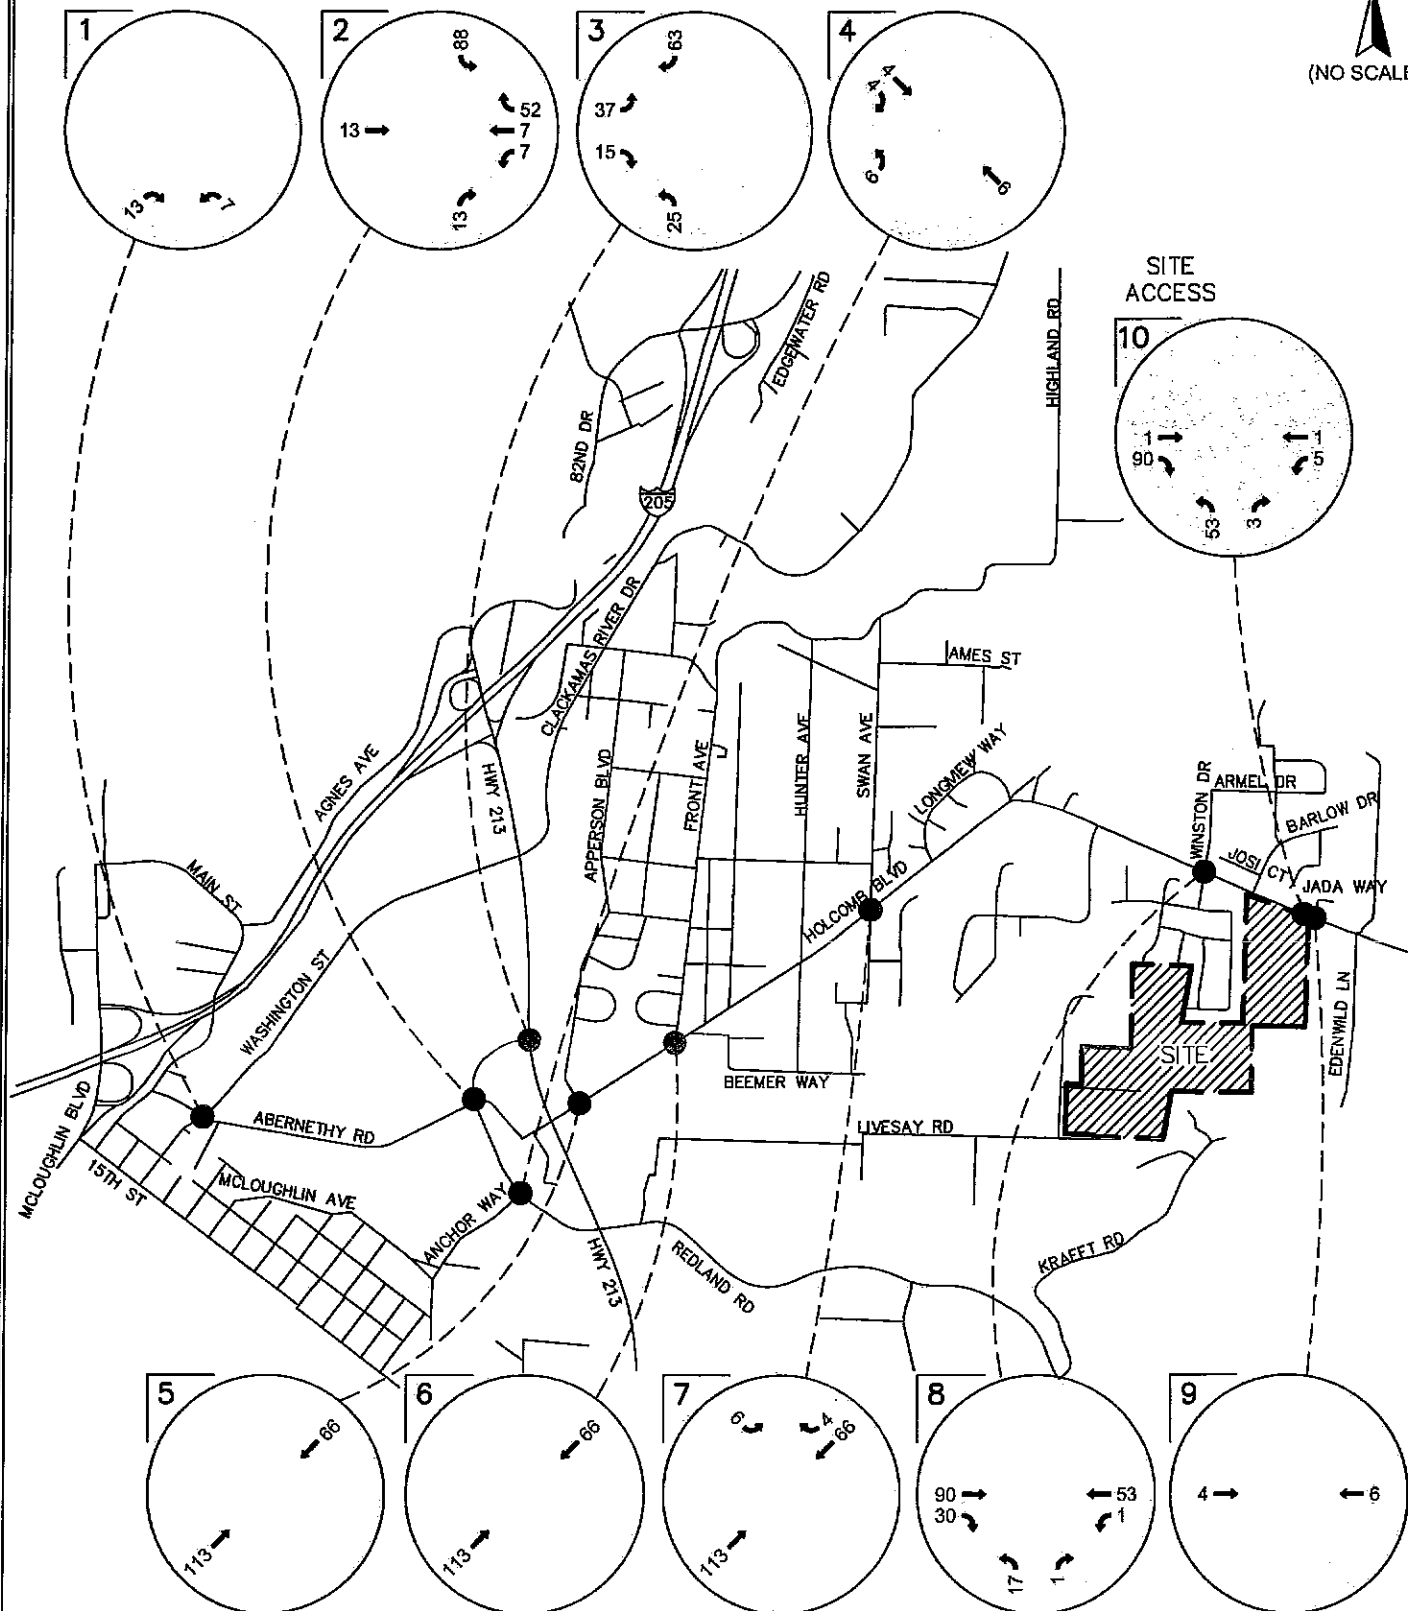 1
13
7
2
88
13
52
7
7
13
3
63
37
15
25
4
4
4
6
6
(NO SCALE
SITE
ACCESS
10
1
90
1
5
53
3
EDGEWATER RD
HIGHLAND RD
82ND DR
205
CLACKAMAS RIVER DR
AMES ST
AGNES AVE
HWY 213
APPERSON BLVD
FRONT AVE
HUNTER AVE
SWAN AVE
LONGVIEW WAY
WINSTON DR
ARMEL DR
BARLOW DR
JOSI CT
JADA WAY
MAIN ST
HOLCOMB BLVD
WASHINGTON ST
EDENWILD LN
SITE
BEEMER WAY
MCLOUGHLIN BLVD
ABERNETHY RD
LIVESAY RD
15TH ST
MCLOUGHLIN AVE
ANCHOR WAY
HWY 213
REDLAND RD
KRAFFT RD
5
66
113
6
66
113
7
6
4
66
113
8
90
30
53
1
17
1
9
4
6